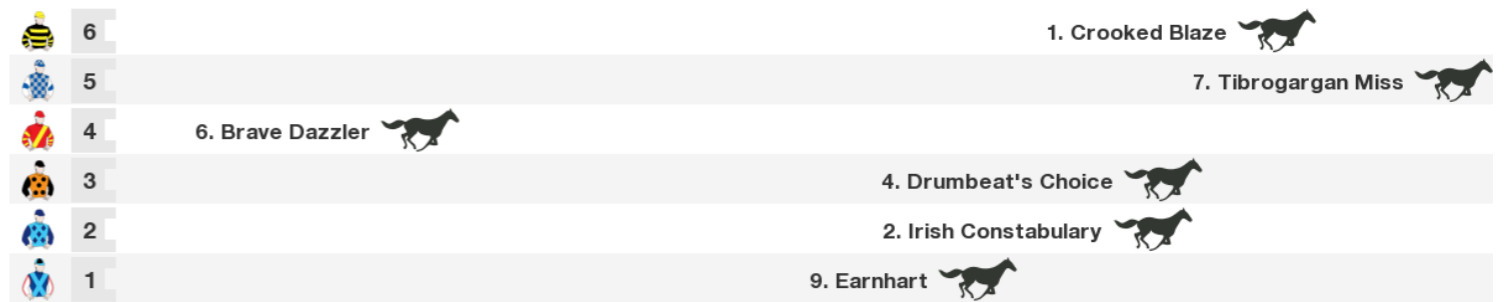 6 1. Crooked Blaze
5 7. Tibrogargan Miss
4 6. Brave Dazzler
3 4. Drumbeat's Choice
2 2. Irish Constabulary
1 9. Earnhart